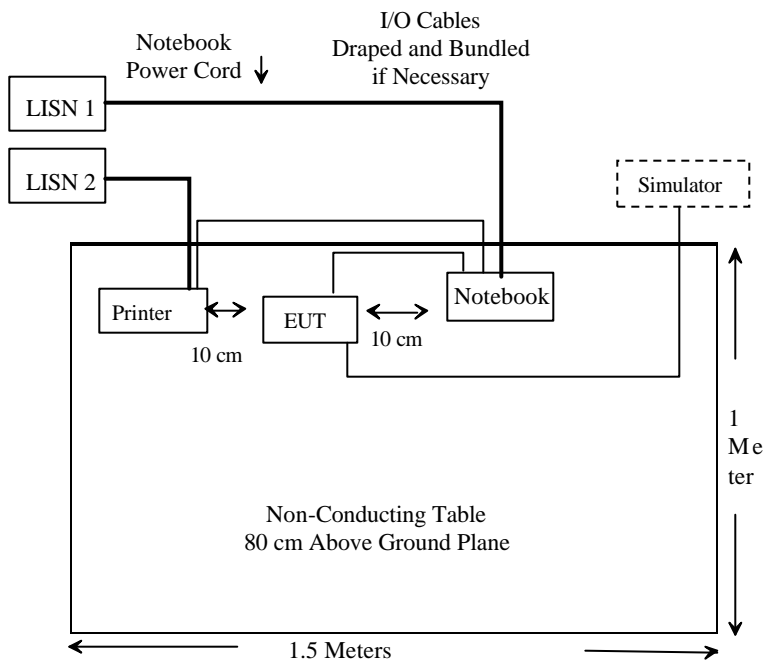 Notebook
Power Cord
I/O Cables
Draped and Bundled
if Necessary
LISN 1
LISN 2
Simulator
Printer
EUT
Notebook
10 cm
10 cm
1
Me
ter
Non-Conducting Table
80 cm Above Ground Plane
1.5 Meters